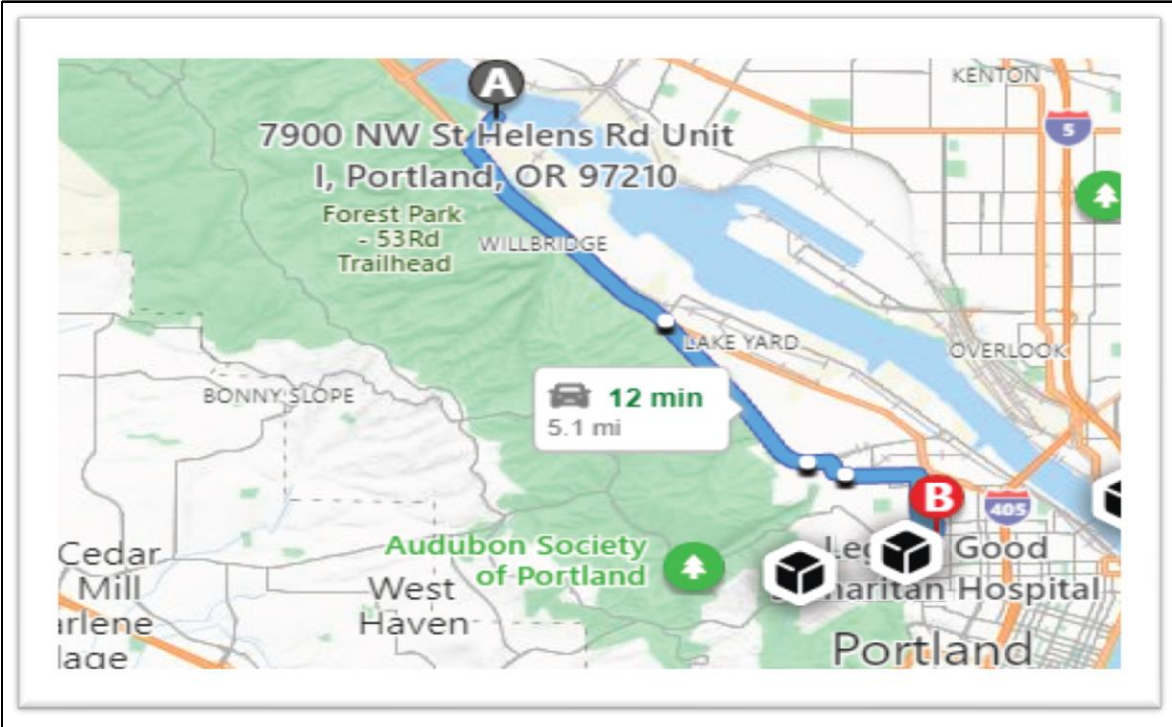 A
KENTON
5
7900 NW St Helens Rd Unit
I, Portland, OR 97210
Forest Park
- 53Rd
Trailhead
WILLBRIDGE
LAKE YARD
OVERLOOK
BONNY SLOPE
12 min
5.1 mi
B
405
Cedar
Mill
Audubon Society
of Portland
West
Haven
Good
Hospital
Portland